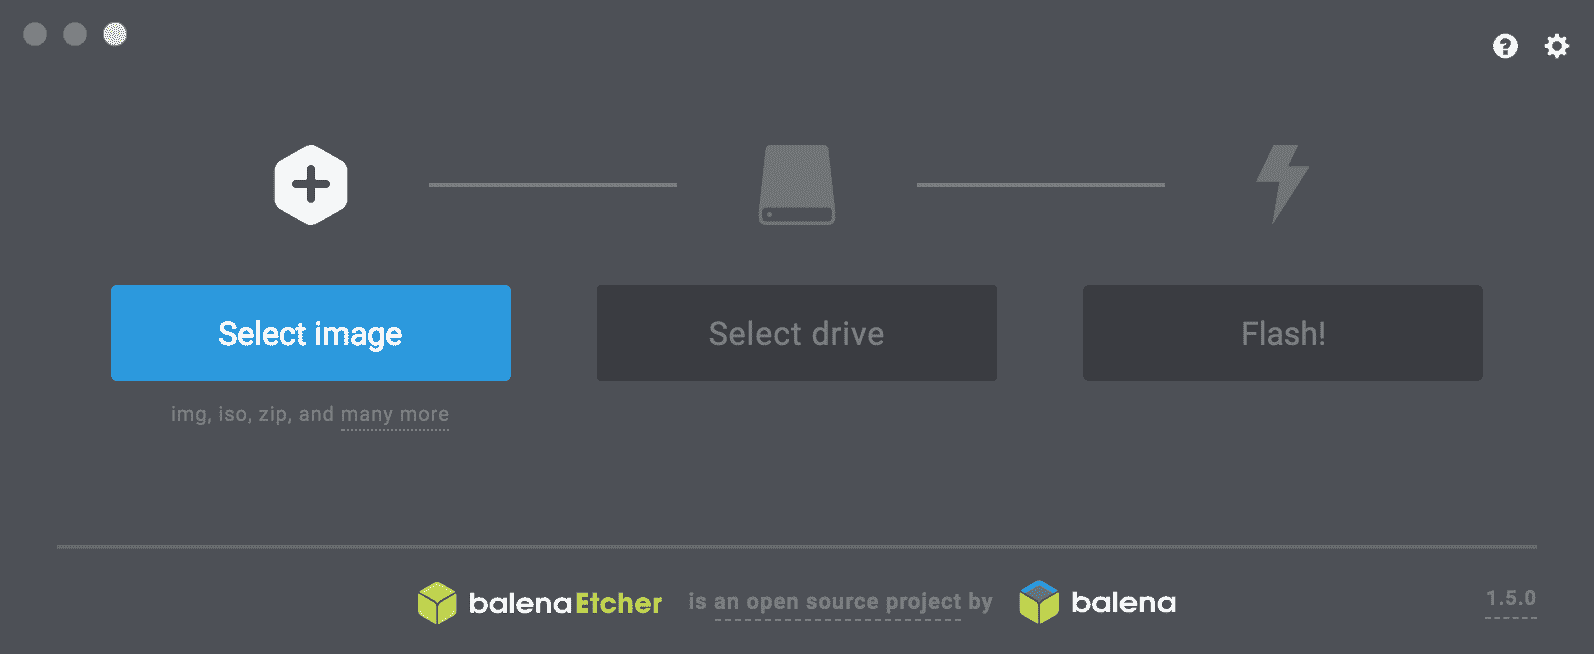 Select image
Select drive
Flash!
img, iso, zip, and many more
balenaEtcher is an open source project by balena
1.5.0